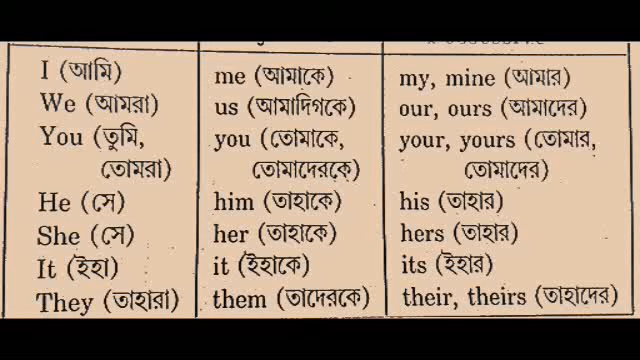 I (আমি) me (আমাকে) my, mine (আমার)
We (আমরা) us (আমাদিগকে) our, ours (আমাদের)
You (তুমি, you (তোমাকে, your, yours (তোমার,
তোমরা) তোমাদেরকে) তোমাদের)
He (সে) him (তাহাকে) his (তাহার)
She (সে) her (তাহাকে) hers (তাহার)
It (ইহা) it (ইহাকে) its (ইহার)
They (তাহারা) them (তাদেরকে) their, theirs (তাহাদের)